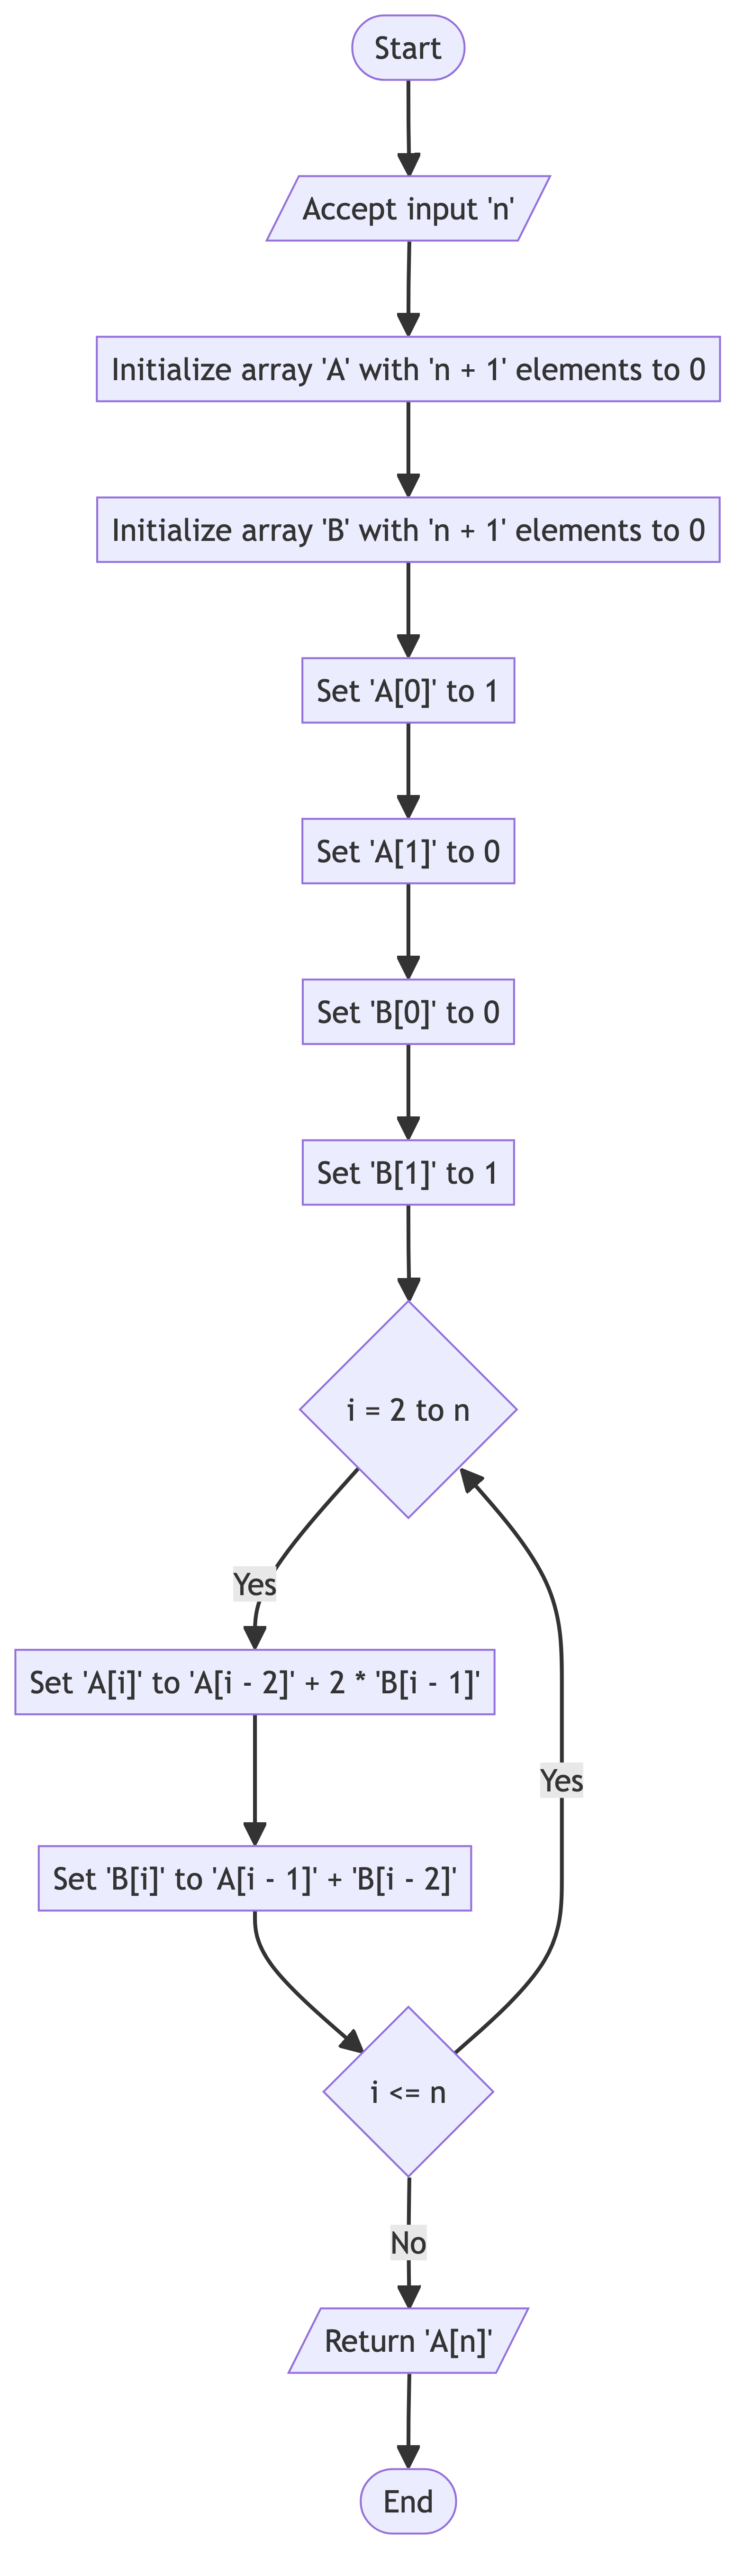 Start
Accept input 'n'
Initialize array 'A' with 'n + 1' elements to 0
Initialize array 'B' with 'n + 1' elements to 0
Set 'A[0]' to 1
Set 'A[1]' to 0
Set 'B[0]' to 0
Set 'B[1]' to 1
i = 2 to n
Yes
Set 'A[i]' to 'A[i - 2]' + 2 * 'B[i - 1]'
Yes
Set 'B[i]' to 'A[i - 1]' + 'B[i - 2]'
i <= n
No
Return 'A[n]'
End